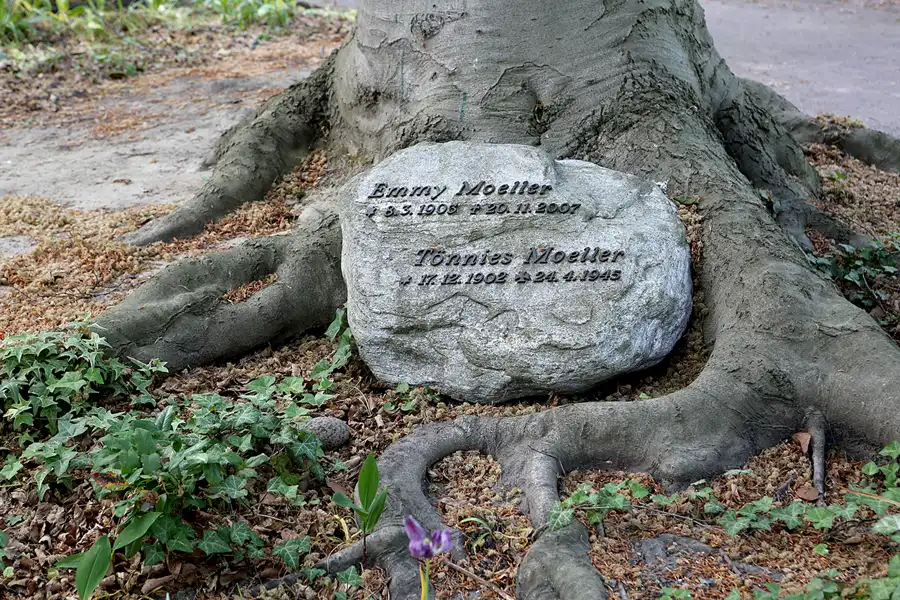 Emmy Moeller
* 8.3.1908 + 20.11.2007
Tönnies Moeller
* 17.12.1902 + 24.4.1945